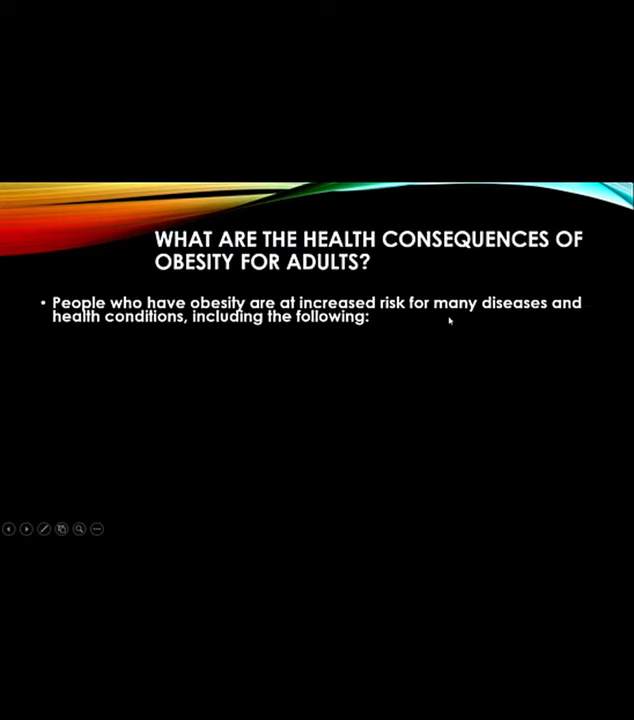 WHAT ARE THE HEALTH CONSEQUENCES OF
OBESITY FOR ADULTS?
• People who have obesity are at increased risk for many diseases and
health conditions, including the following: